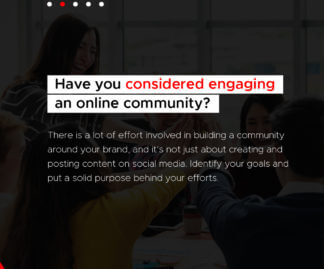 Have you considered engaging
an online community?
There is a lot of effort involved in building a community
around your brand, and it's not just about creating and
posting content on social media. Identify your goals and
put a solid purpose behind your efforts.